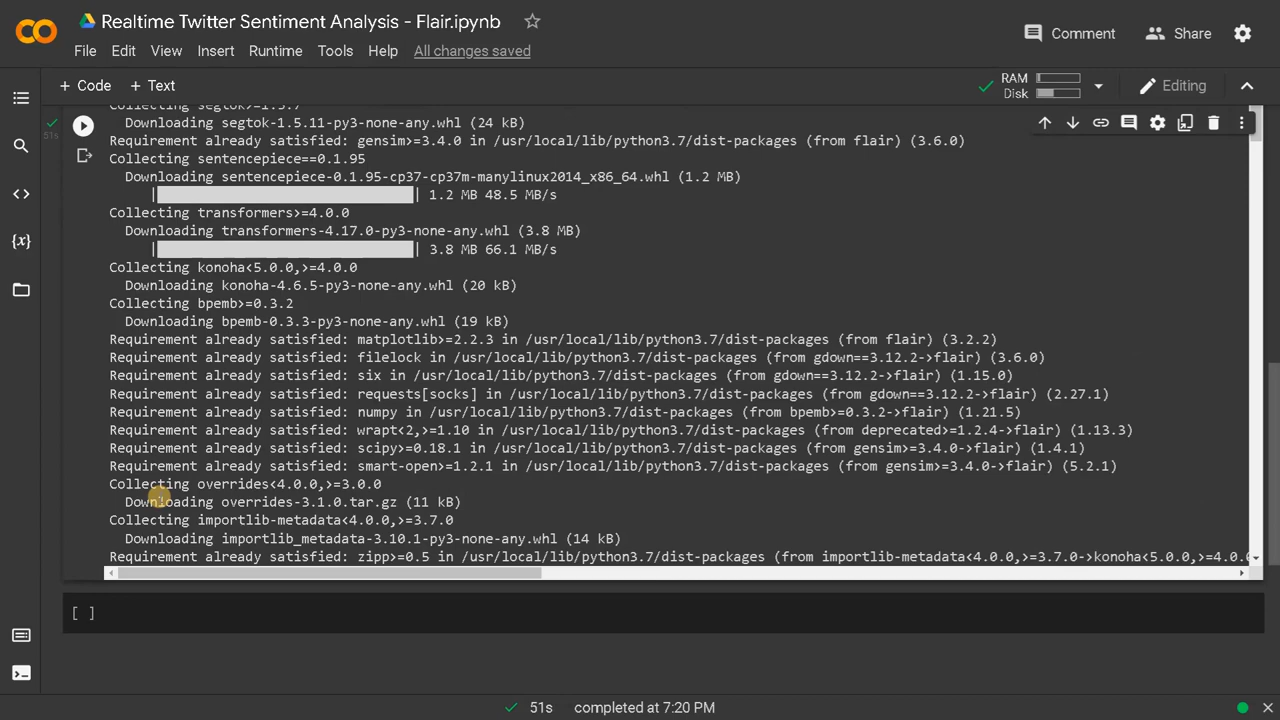 Realtime Twitter Sentiment Analysis - Flair.ipynb
File Edit View Insert Runtime Tools Help All changes saved
Comment Share
+ Code + Text
RAM
Disk
Editing
Collecting segtok>=1.5.7
51s
Downloading segtok-1.5.11-py3-none-any.whl (24 kB)
Requirement already satisfied: gensim>=3.4.0 in /usr/local/lib/python3.7/dist-packages (from flair) (3.6.0)
Collecting sentencepiece==0.1.95
Downloading sentencepiece-0.1.95-cp37-cp37m-manylinux2014_x86_64.whl (1.2 MB)
| | 1.2 MB 48.5 MB/s
Collecting transformers>=4.0.0
Downloading transformers-4.17.0-py3-none-any.whl (3.8 MB)
| | 3.8 MB 66.1 MB/s
Collecting konoha<5.0.0,>=4.0.0
Downloading konoha-4.6.5-py3-none-any.whl (20 kB)
Collecting bpemb>=0.3.2
Downloading bpemb-0.3.3-py3-none-any.whl (19 kB)
Requirement already satisfied: matplotlib>=2.2.3 in /usr/local/lib/python3.7/dist-packages (from flair) (3.2.2)
Requirement already satisfied: filelock in /usr/local/lib/python3.7/dist-packages (from gdown==3.12.2->flair) (3.6.0)
Requirement already satisfied: six in /usr/local/lib/python3.7/dist-packages (from gdown==3.12.2->flair) (1.15.0)
Requirement already satisfied: requests[socks] in /usr/local/lib/python3.7/dist-packages (from gdown==3.12.2->flair) (2.27.1)
Requirement already satisfied: numpy in /usr/local/lib/python3.7/dist-packages (from bpemb>=0.3.2->flair) (1.21.5)
Requirement already satisfied: wrapt<2,>=1.10 in /usr/local/lib/python3.7/dist-packages (from deprecated>=1.2.4->flair) (1.13.3)
Requirement already satisfied: scipy>=0.18.1 in /usr/local/lib/python3.7/dist-packages (from gensim>=3.4.0->flair) (1.4.1)
Requirement already satisfied: smart-open>=1.2.1 in /usr/local/lib/python3.7/dist-packages (from gensim>=3.4.0->flair) (5.2.1)
Collecting overrides<4.0.0,>=3.0.0
Downloading overrides-3.1.0.tar.gz (11 kB)
Collecting importlib-metadata<4.0.0,>=3.7.0
Downloading importlib_metadata-3.10.1-py3-none-any.whl (14 kB)
Requirement already satisfied: zipp>=0.5 in /usr/local/lib/python3.7/dist-packages (from importlib-metadata<4.0.0,>=3.7.0->konoha<5.0.0,>=4.0.0
[ ]
51s completed at 7:20 PM